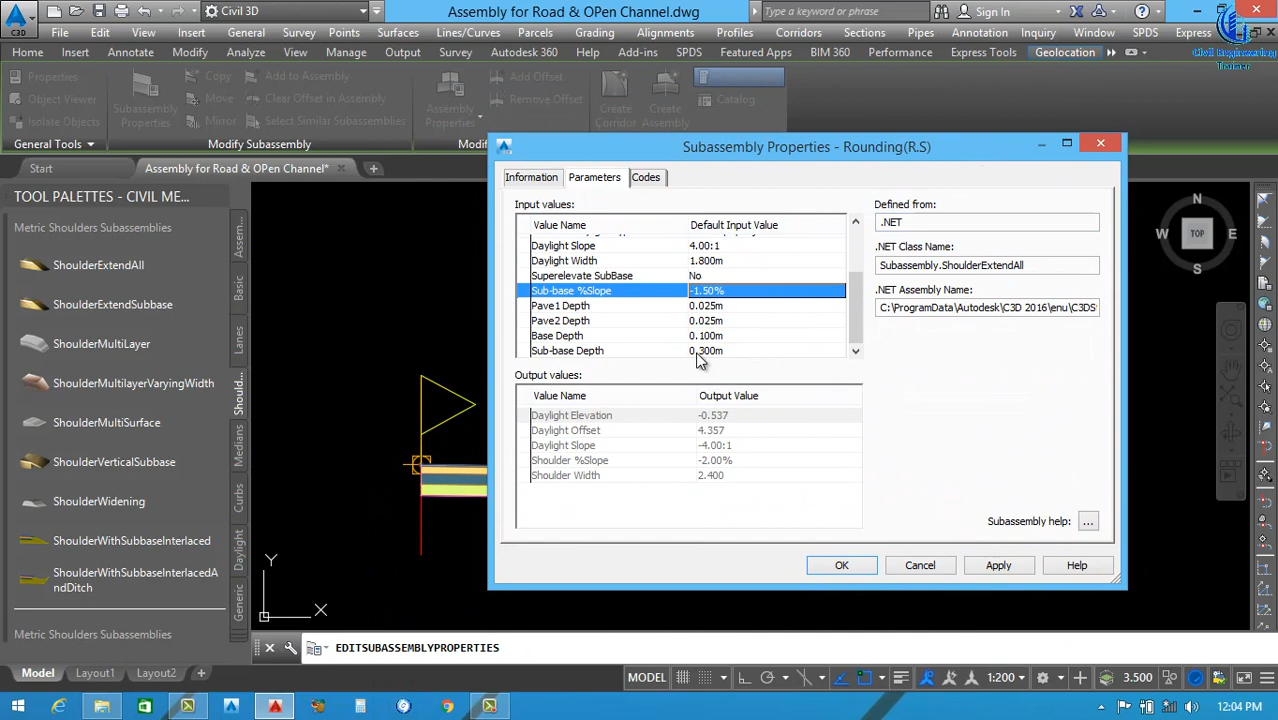 C3D
Civil 3D
Assembly for Road & OPen Channel.dwg
Type a keyword or phrase
Sign In
File
Edit
View
Insert
General
Survey
Points
Surfaces
Lines/Curves
Parcels
Grading
Alignments
Profiles
Corridors
Sections
Pipes
Annotation
Inquiry
Window
Express
Home
Insert
Annotate
Modify
Analyze
View
Manage
Output
Survey
Autodesk 360
Help
Add-ins
SPDS
Featured Apps
BIM 360
Performance
Express Tools
Geolocation
Civil Engineering
Trainer
Properties
Object Viewer
Isolate Objects
General Tools
Subassembly
Properties
Copy
Move
Mirror
Add to Assembly
Clear Offset in Assembly
Select Similar Subassemblies
Modify Subassembly
Assembly
Properties
Add Offset
Remove Offset
Create
Corridor
Create
Assembly
Catalog
Start
Assembly for Road & OPen Channel*
TOOL PALETTES - CIVIL ME...
Metric Shoulders Subassemblies
ShoulderExtendAll
ShoulderExtendSubbase
ShoulderMultiLayer
ShoulderMultilayerVaryingWidth
ShoulderMultiSurface
ShoulderVerticalSubbase
ShoulderWidening
ShoulderWithSubbaseInterlaced
ShoulderWithSubbaseInterlacedA
ndDitch
Metric Shoulders Subassemblies
Assem...
Basic
Should...
Medians
Curbs
Daylight
Generic
Subassembly Properties - Rounding(R.S)
Information
Parameters
Codes
Input values:
Value Name
Default Input Value
Daylight Slope
4.00:1
Daylight Width
1.800m
Superelevate SubBase
No
Sub-base %Slope
-1.50%
Pave1 Depth
0.025m
Pave2 Depth
0.025m
Base Depth
0.100m
Sub-base Depth
0.300m
Output values:
Value Name
Output Value
Daylight Elevation
-0.537
Daylight Offset
4.357
Daylight Slope
-4.00:1
Shoulder %Slope
-2.00%
Shoulder Width
2.400
Defined from:
.NET
.NET Class Name:
Subassembly.ShoulderExtendAll
.NET Assembly Name:
C:\ProgramData\Autodesk\C3D 2016\enu\C3DS
Subassembly help:
...
OK
Cancel
Apply
Help
N
W
TOP
E
S
Y
X
EDITSUBASSEMBLYPROPERTIES
Model
Layout1
Layout2
+
MODEL
1:200
3.500
12:04 PM